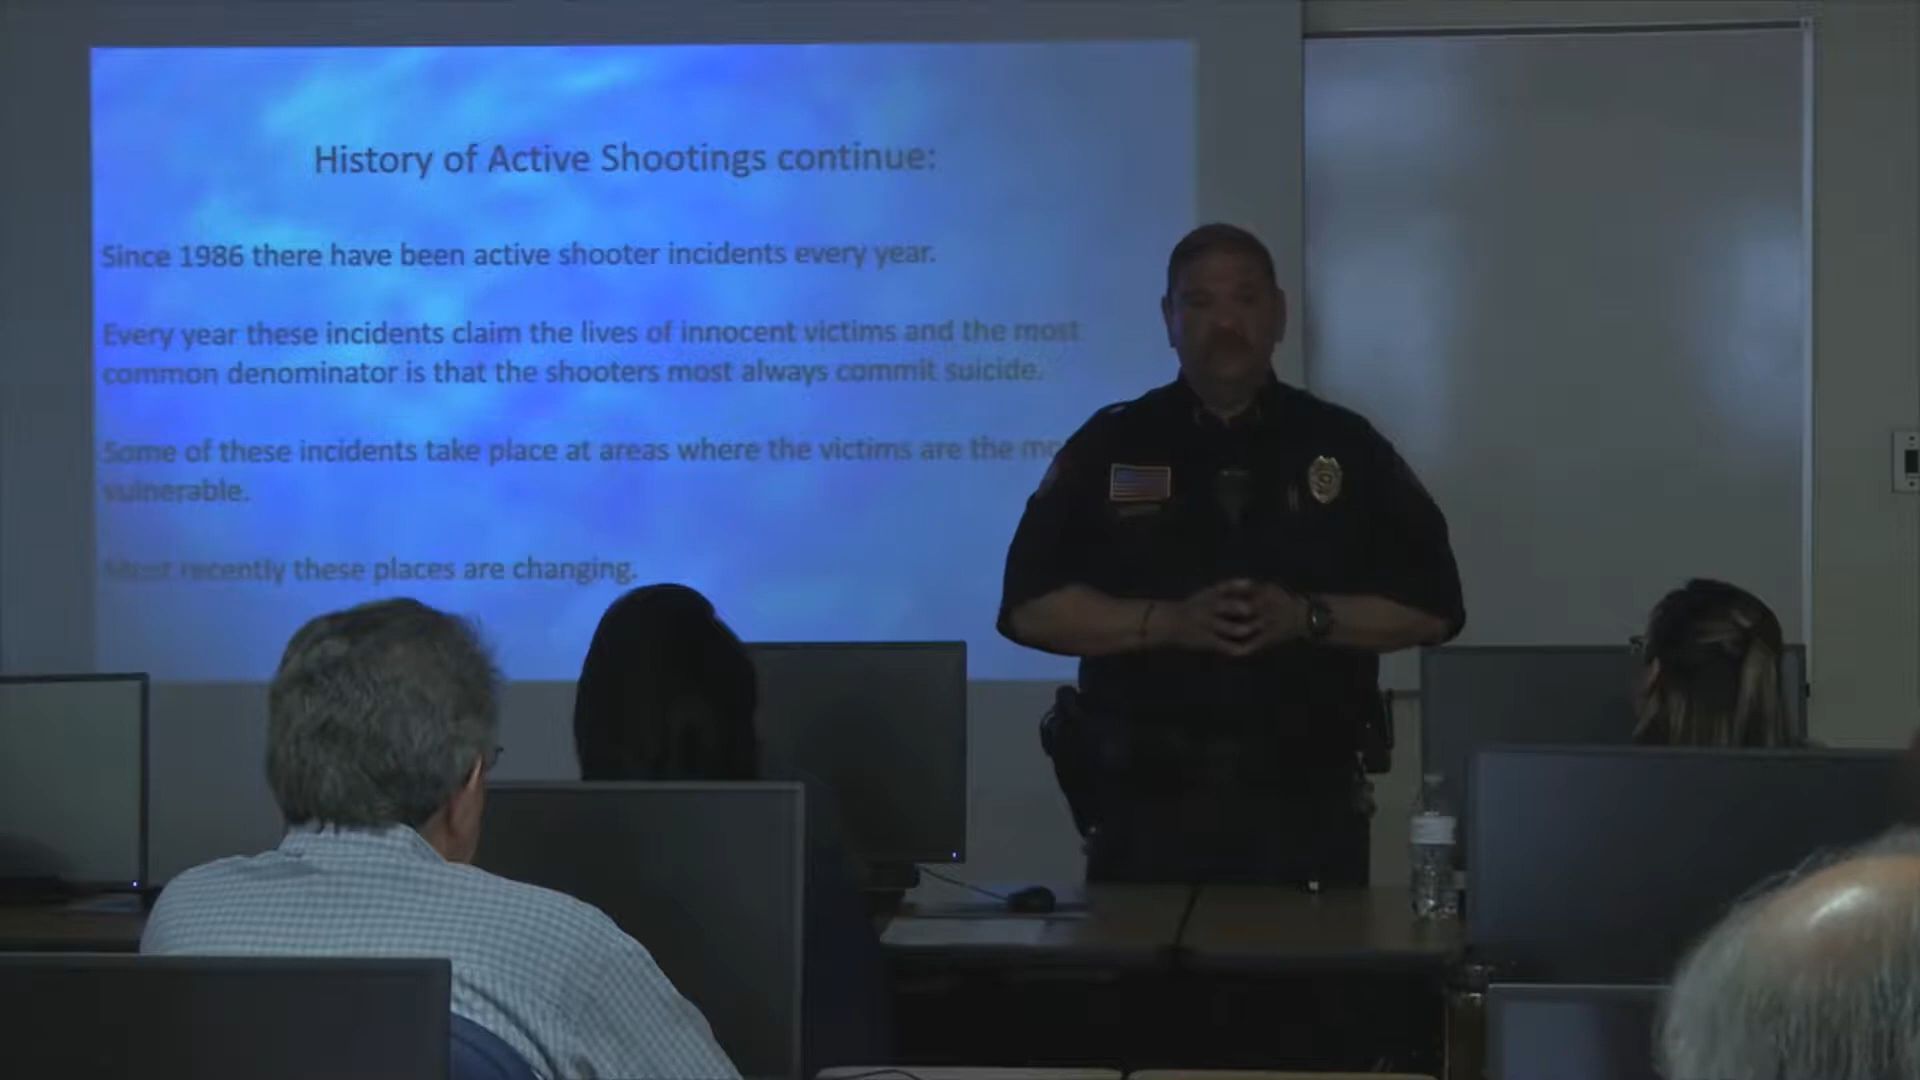 History of Active Shootings continue:
Since 1986 there have been active shooter incidents every year.
Every year these incidents claim the lives of innocent victims and the most
common denominator is that the shooters most always commit suicide.
Some of these incidents take place at areas where the victims are the mo
vulnerable.
Most recently these places are changing.